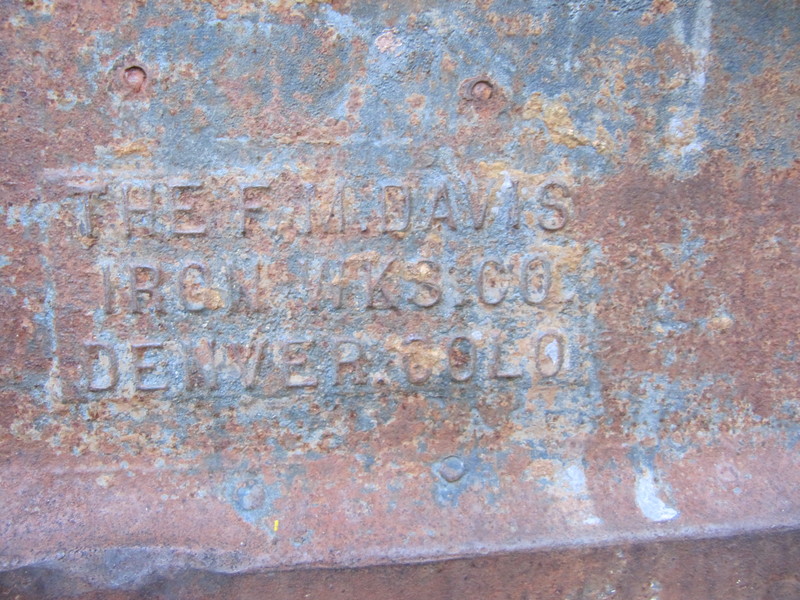 THE F.M.DAVIS
IRON WKS.CO.
DENVER.COLO.